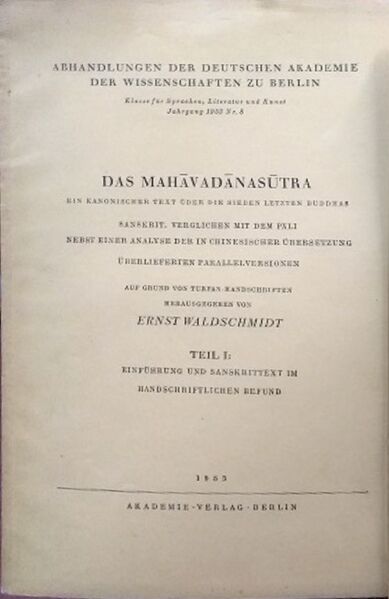 ABHANDLUNGEN DER DEUTSCHEN AKADEMIE
DER WISSENSCHAFTEN ZU BERLIN
Klasse für Sprachen, Literatur und Kunst
Jahrgang 1952 Nr. 8
DAS MAHĀVADĀNASŪTRA
EIN KANONISCHER TEXT ÜBER DIE SIEBEN LETZTEN BUDDHAS
SANSKRIT, VERGLICHEN MIT DEM PĀLI
NEBST EINER ANALYSE DER IN CHINESISCHER ÜBERSETZUNG
ÜBERLIEFERTEN PARALLELVERSIONEN
AUF GRUND VON TURFAN-HANDSCHRIFTEN
HERAUSGEGEBEN VON
ERNST WALDSCHMIDT
TEIL I:
EINFÜHRUNG UND SANSKRITTEXT IM
HANDSCHRIFTLICHEN BEFUND
1953
AKADEMIE-VERLAG-BERLIN